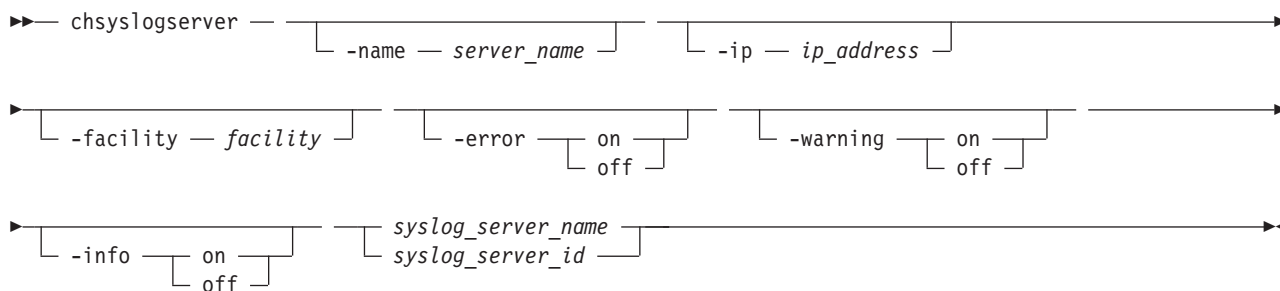 chsyslogserver
-name server_name -ip ip_address
-facility facility -error on -warning on
off off
-info on syslog_server_name
off syslog_server_id